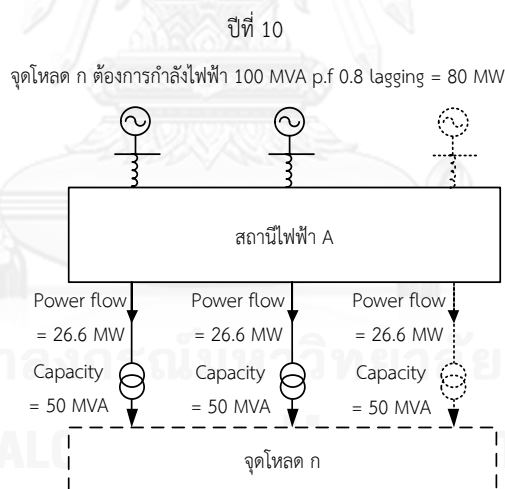 ปีที่ 10
จุดโหลด ก ต้องการกำลังไฟฟ้า 100 MVA p.f 0.8 lagging = 80 MW
สถานีไฟฟ้า A
Power flow Power flow Power flow
= 26.6 MW = 26.6 MW = 26.6 MW
Capacity Capacity Capacity
= 50 MVA = 50 MVA = 50 MVA
จุดโหลด ก